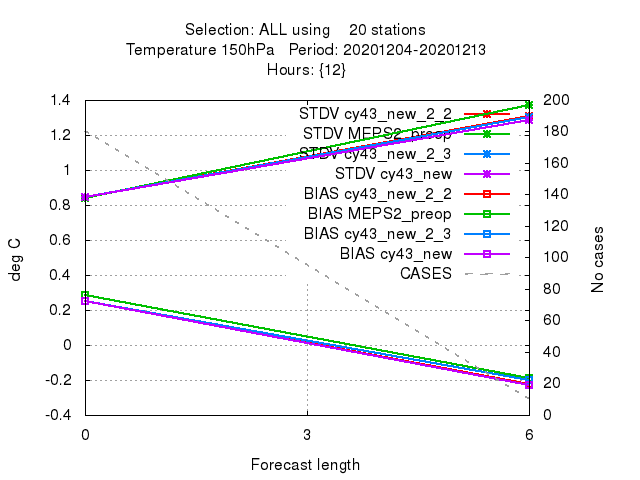 Selection: ALL using 20 stations
Temperature 150hPa Period: 20201204-20201213
Hours: {12}
1.4
1.2
1
0.8
0.6
0.4
0.2
0
-0.2
-0.4
deg C
STDV cy43_new_2_2
STDV MEPS2_preop
STDV cy43_new_2_3
STDV cy43_new
BIAS cy43_new_2_2
BIAS MEPS2_preop
BIAS cy43_new_2_3
BIAS cy43_new
CASES
200
180
160
140
120
100
80
60
40
20
0
No cases
0 3 6
Forecast length